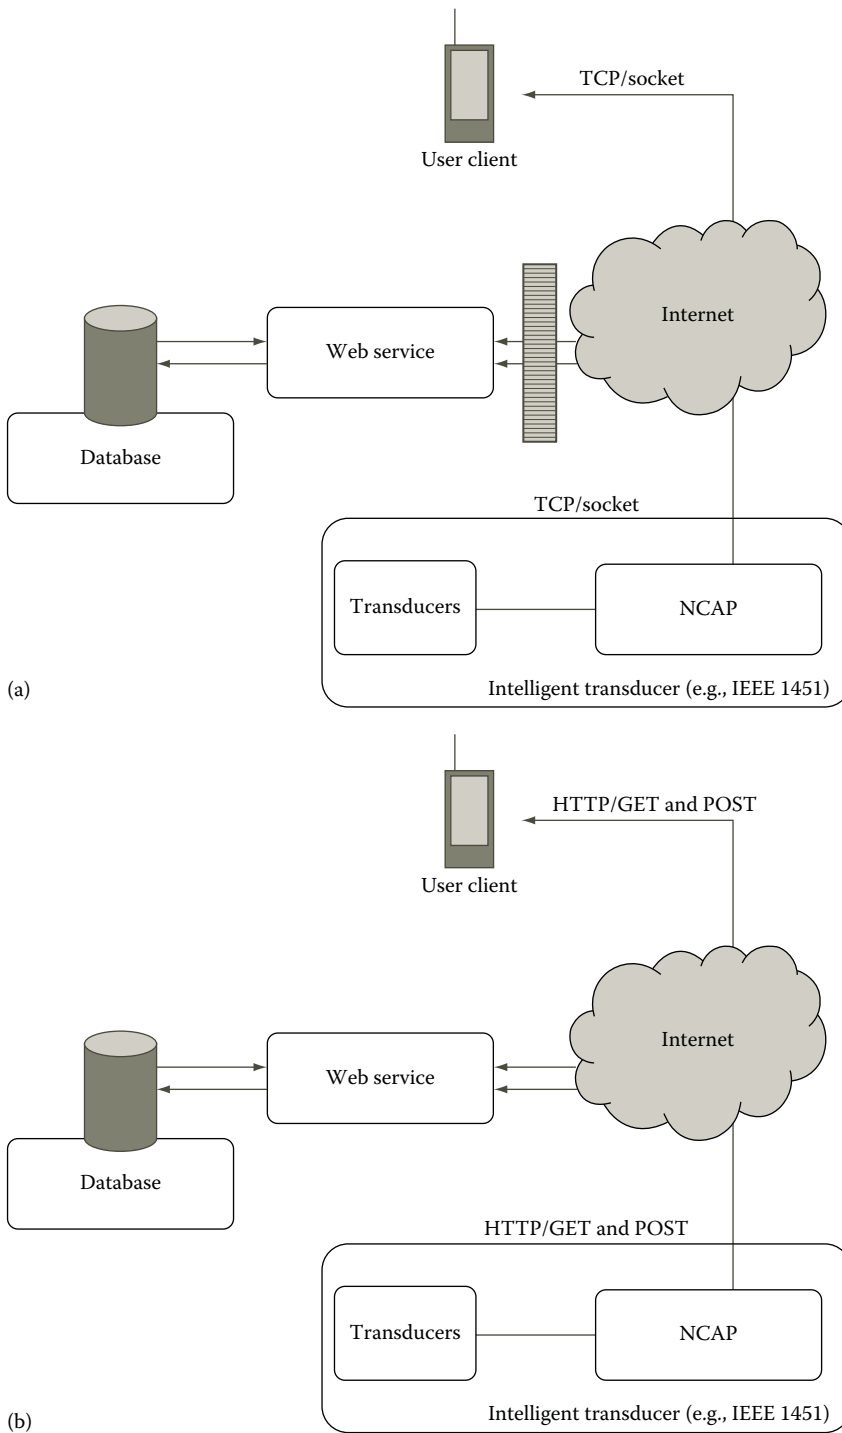 TCP/socket
User client
Internet
Web service
Database
TCP/socket
Transducers
NCAP
Intelligent transducer (e.g., IEEE 1451)
(a)
HTTP/GET and POST
User client
Internet
Web service
Database
HTTP/GET and POST
Transducers
NCAP
Intelligent transducer (e.g., IEEE 1451)
(b)